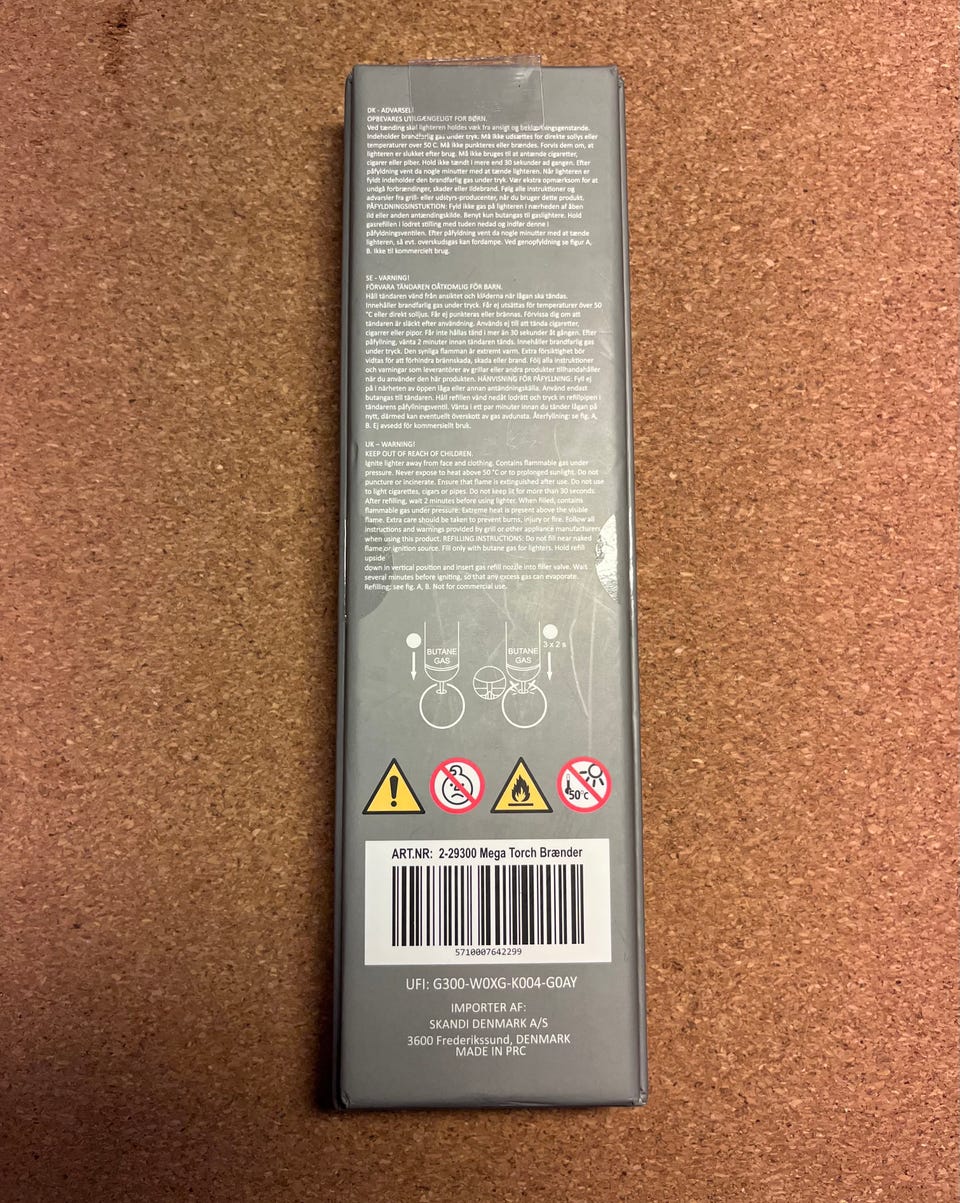 DK - ADVARSEL!
OPBEVARES UTILGÆNGELIGT FOR BØRN.
Ved tænding skal lighteren holdes væk fra ansigt og beklædningsgenstande.
Indeholder brandfarlig gas under tryk. Må ikke udsættes for direkte sollys eller
temperaturer over 50 C. Må ikke punkteres eller brændes. Forvis dem om, at
lighteren er slukket efter brug. Må ikke bruges til at antænde cigaretter,
cigarer eller piber. Hold ikke tændt i mere end 30 sekunder ad gangen. Efter
påfyldning vent da nogle minutter med at tænde lighteren. Når lighteren er
fyldt indeholder den brandfarlig gas under tryk. Vær ekstra opmærksom for at
undgå forbrændinger, skader eller ildebrand. Følg alle instruktioner og
advarsler fra grill- eller udstyrs-producenter, når du bruger dette produkt.
PÅFYLDNINGSINSTUKTION: Fyld ikke gas på lighteren i nærheden af åben
ild eller anden antændingskilde. Benyt kun butangas til gaslightere. Hold
gasrefillen i lodret stilling med tuden nedad og indfør denne i
påfyldningsventilen. Efter påfyldning vent da nogle minutter med at tænde
lighteren, så evt. overskudsgas kan fordampe. Ved genopfyldning se figur A,
B. Ikke til kommercielt brug.
SE - VARNING!
FÖRVARA TÄNDAREN OÅTKOMLIG FÖR BARN.
Håll tändaren vänd från ansiktet och kläderna när lågan ska tändas.
Innehåller brandfarlig gas under tryck. Får ej utsättas för temperaturer över 50
°C eller direkt solljus. Får ej punkteras eller brännas. Förvissa dig om att
tändaren är släckt efter användning. Används ej till att tända cigaretter,
cigarrer eller pipor. Får inte hållas tänd i mer än 30 sekunder åt gången. Efter
påfyllning, vänta 2 minuter innan tändaren tänds. Innehåller brandfarlig gas
under tryck. Den synliga flamman är extremt varm. Extra försiktighet bör
vidtas för att förhindra brännskada, skada eller brand. Följ alla instruktioner
och varningar som leverantörer av grillar eller andra produkter tillhandahåller
när du använder den här produkten. HÄNVISNING FÖR PÅFYLLNING: Fyll ej
på i närheten av öppen låga eller annan antändningskälla. Använd endast
butangas till tändaren. Håll refillen vänd nedåt lodrätt och tryck in refillpipen i
tändarens påfyllningsventil. Vänta i ett par minuter innan du tänder lågan på
nytt, därmed kan eventuellt överskott av gas avdunsta. Återfyllning: se fig. A,
B. Ej avsedd för kommersiellt bruk.
UK – WARNING!
KEEP OUT OF REACH OF CHILDREN.
Ignite lighter away from face and clothing. Contains flammable gas under
pressure. Never expose to heat above 50 °C or to prolonged sunlight. Do not
puncture or incinerate. Ensure that flame is extinguished after use. Do not use
to light cigarettes, cigars or pipes. Do not keep lit for more than 30 seconds.
After refilling, wait 2 minutes before using lighter. When filled, contains
flammable gas under pressure: Extreme heat is present above the visible
flame. Extra care should be taken to prevent burns, injury or fire. Follow all
instructions and warnings provided by grill or other appliance manufacturers
when using this product. REFILLING INSTRUCTIONS: Do not fill near naked
flame or ignition source. Fill only with butane gas for lighters. Hold refill
upside
down in vertical position and insert gas refill nozzle into filler valve. Wait
several minutes before igniting, so that any excess gas can evaporate.
Refilling: see fig. A, B. Not for commercial use.
BUTANE
GAS
BUTANE
GAS
3 x 2 s
50°c
ART.NR: 2-29300 Mega Torch Brænder
5710007642299
UFI: G300-W0XG-K004-G0AY
IMPORTER AF:
SKANDI DENMARK A/S
3600 Frederikssund, DENMARK
MADE IN PRC